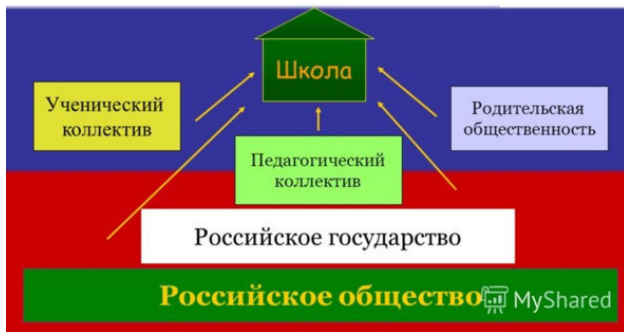 Школа
Ученический
коллектив
Родительская
общественность
Педагогический
коллектив
Российское государство
Российское общество
MyShared